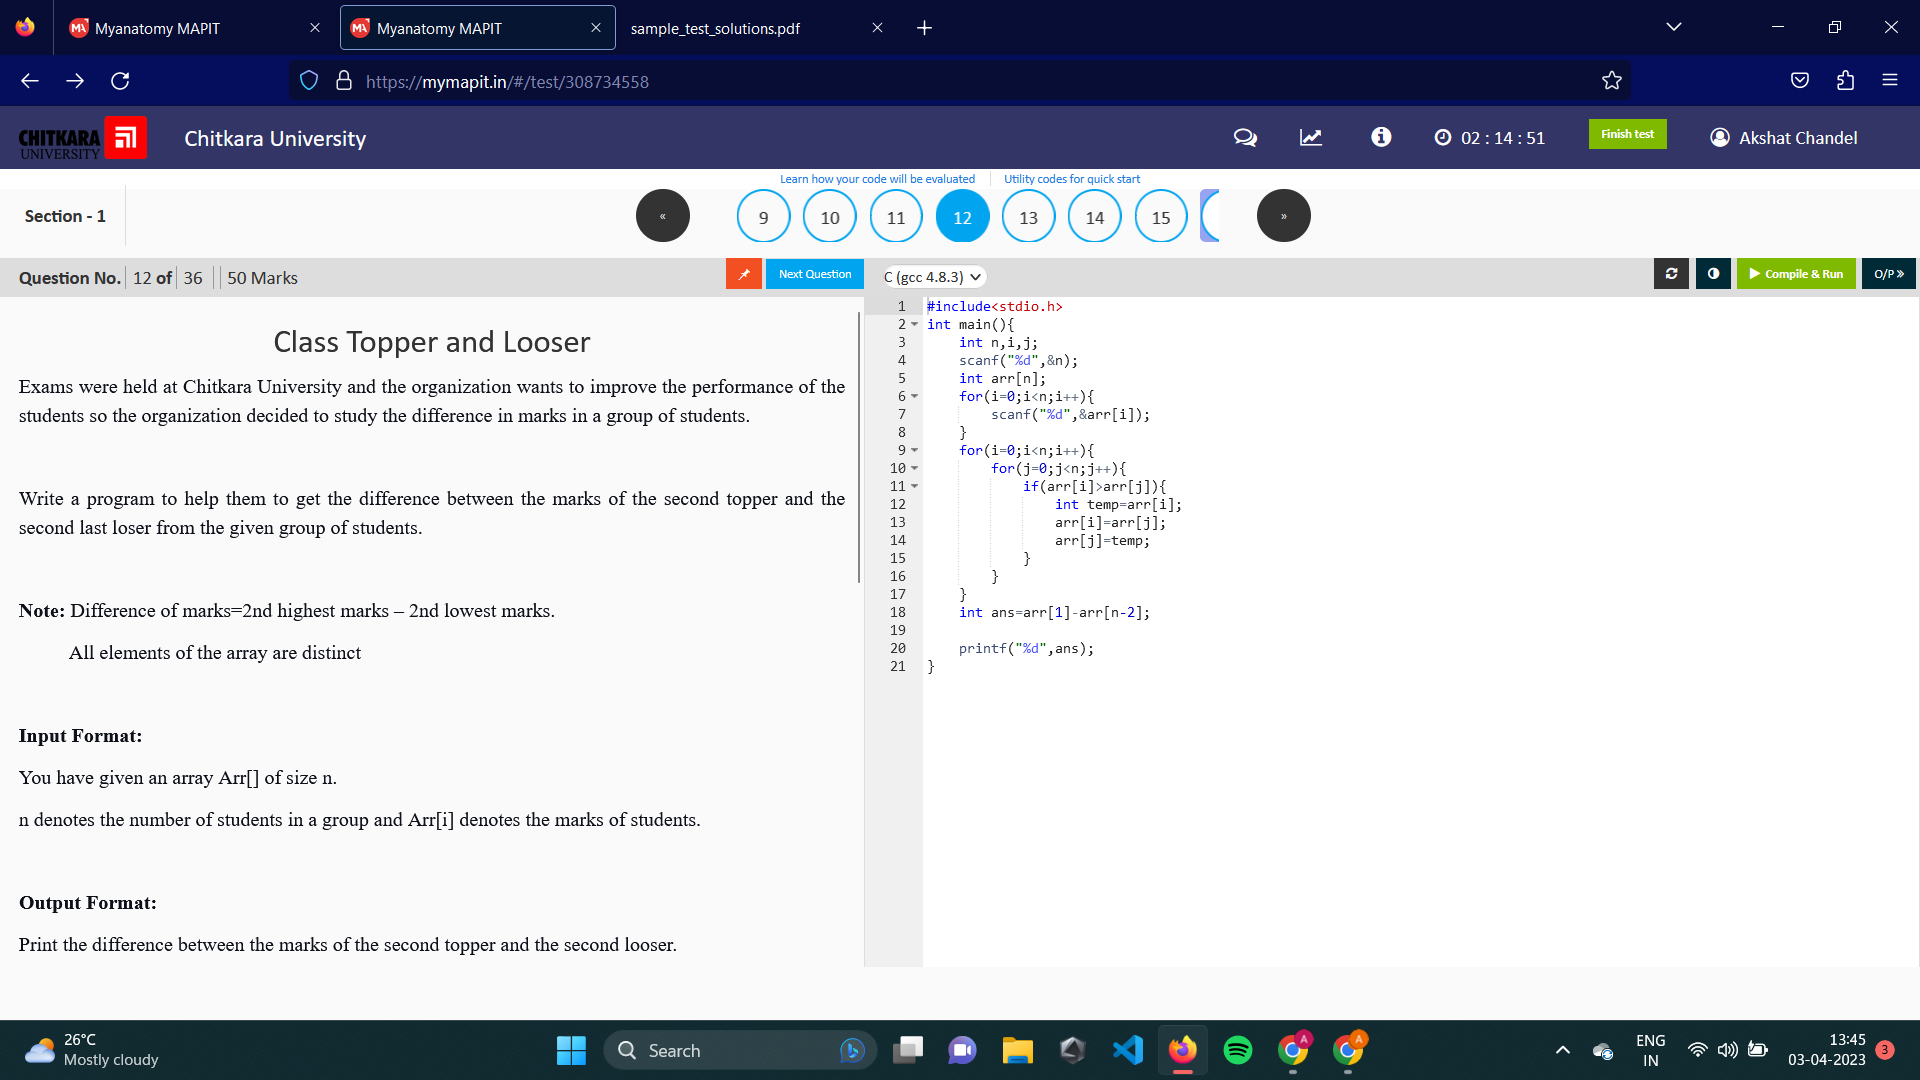 Myanatomy MAPIT
Myanatomy MAPIT
sample_test_solutions.pdf
https://mymapit.in/#/test/308734558
CHITKARA
UNIVERSITY
Chitkara University
02 : 14 : 51
Finish test
Akshat Chandel
Learn how your code will be evaluated
Utility codes for quick start
Section - 1
«
9
10
11
12
13
14
15
»
Question No. 12 of 36 50 Marks
Next Question
C (gcc 4.8.3)
Compile & Run
O/P »
Class Topper and Looser
Exams were held at Chitkara University and the organization wants to improve the performance of the
students so the organization decided to study the difference in marks in a group of students.
Write a program to help them to get the difference between the marks of the second topper and the
second last loser from the given group of students.
Note: Difference of marks=2nd highest marks – 2nd lowest marks.
All elements of the array are distinct
Input Format:
You have given an array Arr[] of size n.
n denotes the number of students in a group and Arr[i] denotes the marks of students.
Output Format:
Print the difference between the marks of the second topper and the second looser.
1 #include<stdio.h>
2 int main(){
3 int n,i,j;
4 scanf("%d",&n);
5 int arr[n];
6 for(i=0;i<n;i++){
7 scanf("%d",&arr[i]);
8 }
9 for(i=0;i<n;i++){
10 for(j=0;j<n;j++){
11 if(arr[i]>arr[j]){
12 int temp=arr[i];
13 arr[i]=arr[j];
14 arr[j]=temp;
15 }
16 }
17 }
18 int ans=arr[1]-arr[n-2];
19
20 printf("%d",ans);
21 }
26°C
Mostly cloudy
Search
A
A
ENG
IN
13:45
03-04-2023
3